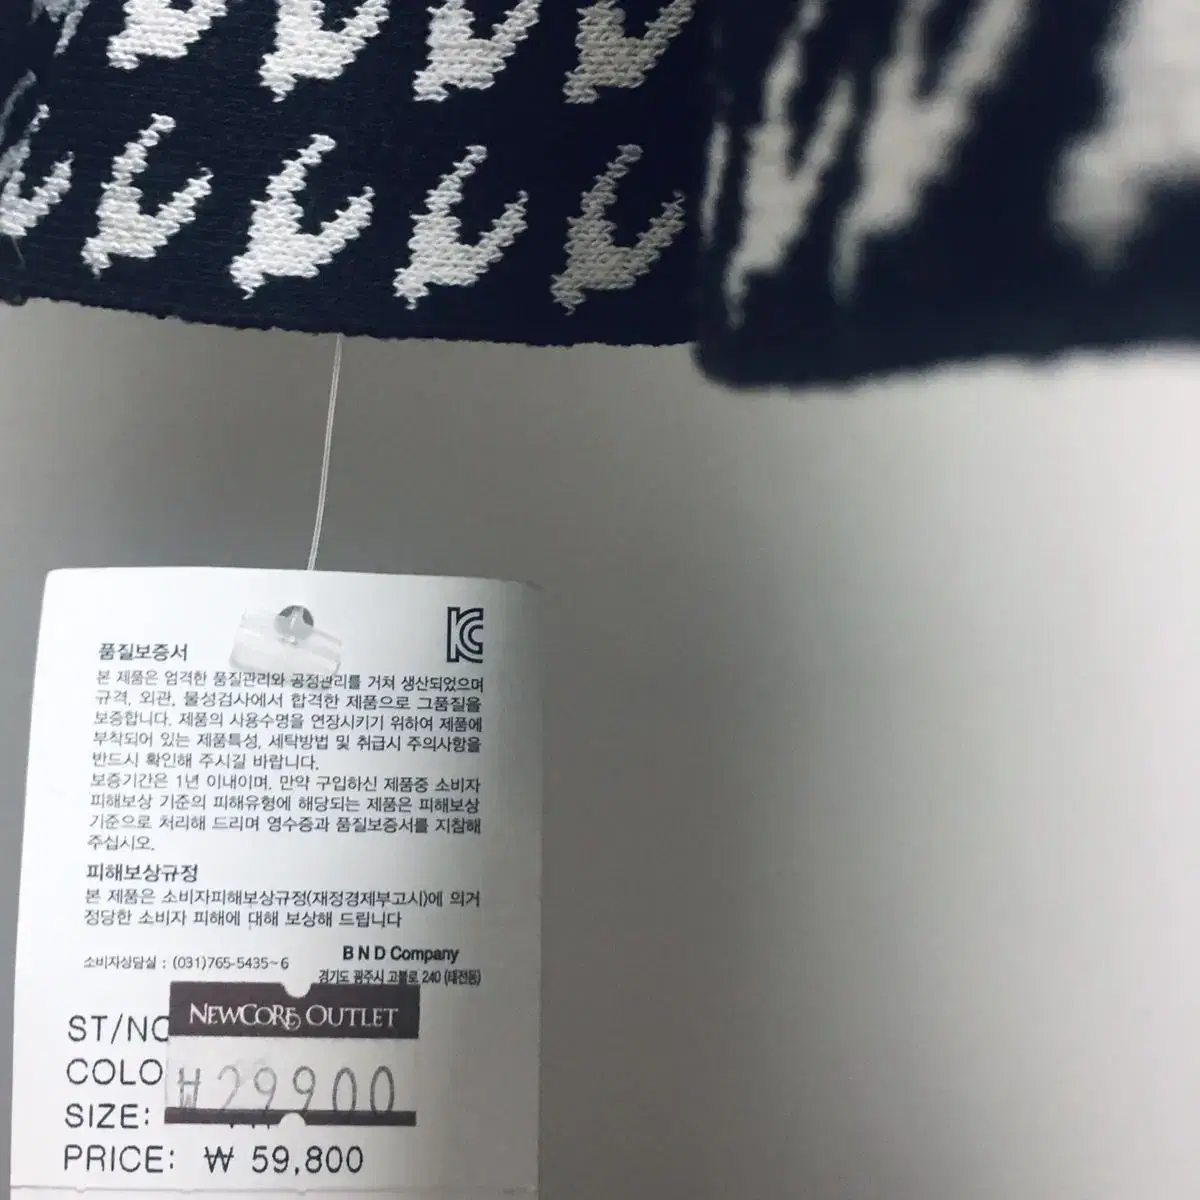 품질보증서
본 제품은 엄격한 품질관리와 공정관리를 거쳐 생산되었으며
규격, 외관, 물성검사에서 합격한 제품으로 그품질을
보증합니다. 제품의 사용수명을 연장시키기 위하여 제품에
부착되어 있는 제품특성, 세탁방법 및 취급시 주의사항을
반드시 확인해 주시길 바랍니다.
보증기간은 1년 이내이며, 만약 구입하신 제품중 소비자
피해보상 기준의 피해유형에 해당되는 제품은 피해보상
기준으로 처리해 드리며 영수증과 품질보증서를 지참해
주십시오.
피해보상규정
본 제품은 소비자피해보상규정(재정경제부고시)에 의거
정당한 소비자 피해에 대해 보상해 드립니다
B N D Company
소비자상담실 : (031)765-5435~6
경기도 광주시 고불로 240 (태전동)
NEWCORE OUTLET
ST/NO
COLO
₩29900
SIZE:
PRICE: ₩ 59,800